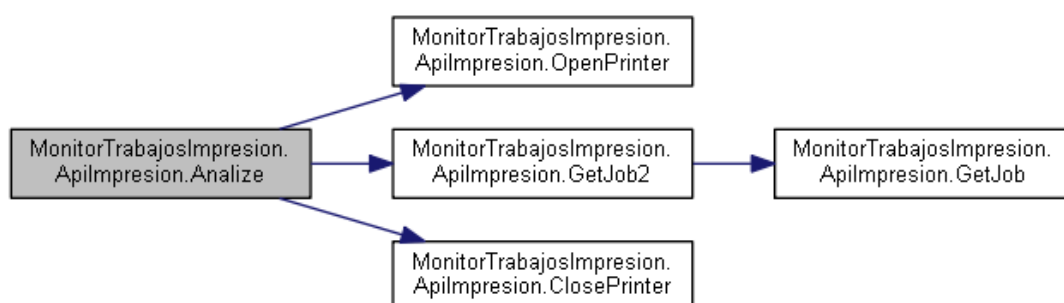 MonitorTrabajosImpresion.
ApiImpresion.OpenPrinter
MonitorTrabajosImpresion.
ApiImpresion.Analize
MonitorTrabajosImpresion.
ApiImpresion.GetJob2
MonitorTrabajosImpresion.
ApiImpresion.GetJob
MonitorTrabajosImpresion.
ApiImpresion.ClosePrinter